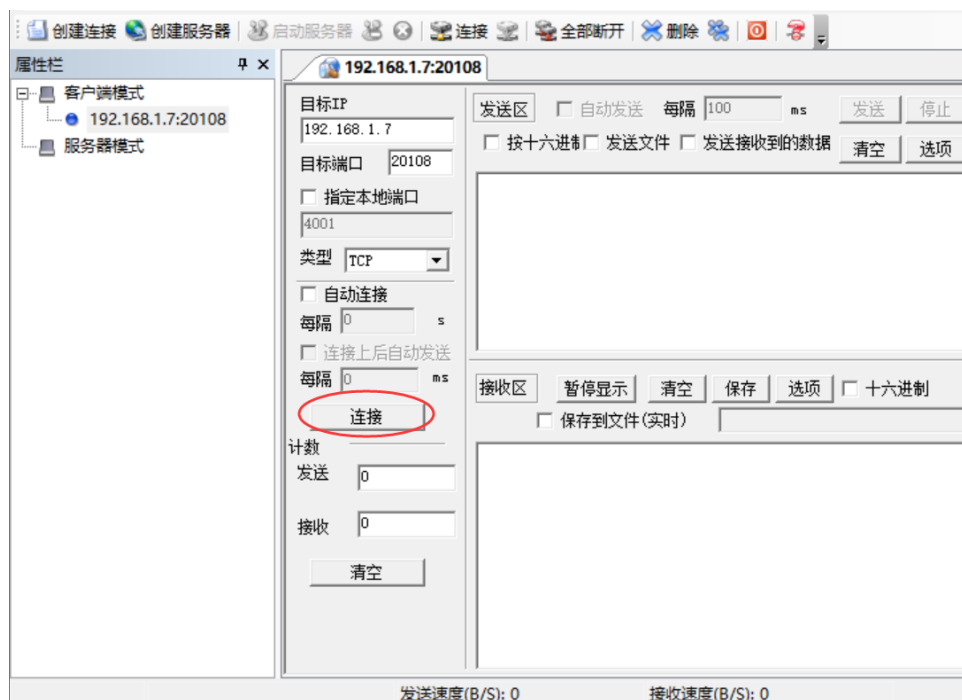 创建连接 创建服务器 启动服务器 连接 全部断开 删除
属性栏
客户端模式
192.168.1.7:20108
服务器模式
192.168.1.7:20108
目标IP
192.168.1.7
目标端口 20108
指定本地端口
4001
类型 TCP
自动连接
每隔 0 s
连接上后自动发送
每隔 0 ms
连接
计数
发送 0
接收 0
清空
发送区 自动发送 每隔 100 ms 发送 停止
按十六进制 发送文件 发送接收到的数据 清空 选项
接收区 暂停显示 清空 保存 选项 十六进制
保存到文件(实时)
发送速度(B/S): 0 接收速度(B/S): 0